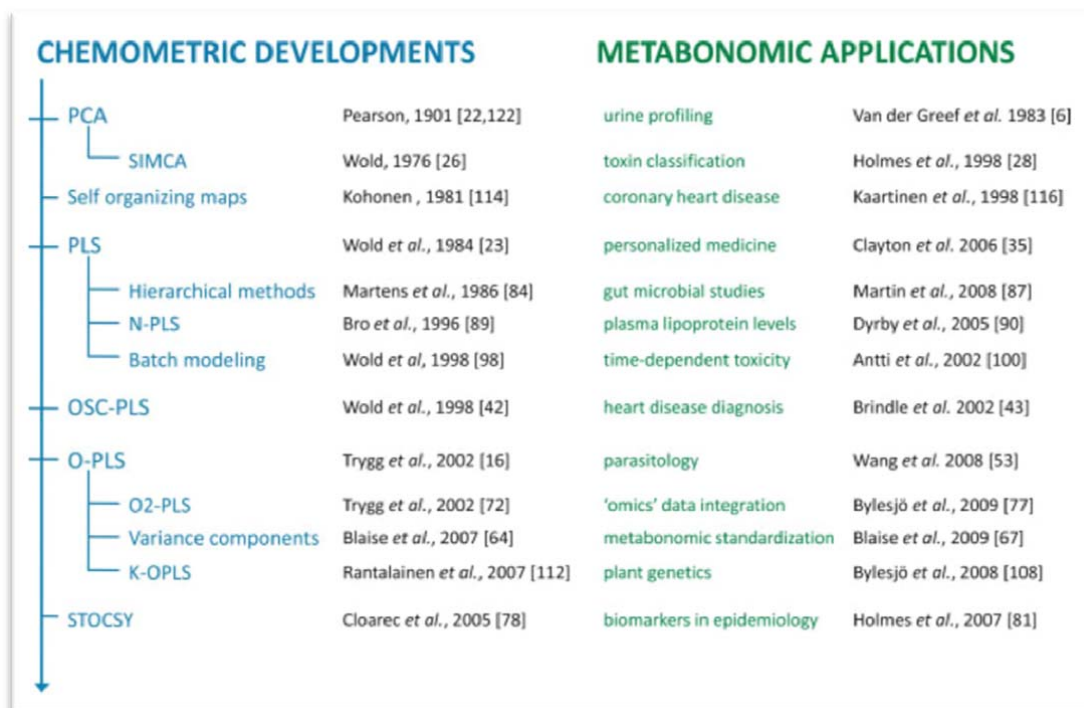 CHEMOMETRIC DEVELOPMENTS METABONOMIC APPLICATIONS
PCA Pearson, 1901 [22,122] urine profiling Van der Greef et al. 1983 [6]
SIMCA Wold, 1976 [26] toxin classification Holmes et al., 1998 [28]
Self organizing maps Kohonen , 1981 [114] coronary heart disease Kaartinen et al., 1998 [116]
PLS Wold et al., 1984 [23] personalized medicine Clayton et al. 2006 [35]
Hierarchical methods Martens et al., 1986 [84] gut microbial studies Martin et al., 2008 [87]
N-PLS Bro et al., 1996 [89] plasma lipoprotein levels Dyrby et al., 2005 [90]
Batch modeling Wold et al, 1998 [98] time-dependent toxicity Antti et al., 2002 [100]
OSC-PLS Wold et al., 1998 [42] heart disease diagnosis Brindle et al. 2002 [43]
O-PLS Trygg et al., 2002 [16] parasitology Wang et al. 2008 [53]
O2-PLS Trygg et al., 2002 [72] 'omics' data integration Bylesjö et al., 2009 [77]
Variance components Blaise et al., 2007 [64] metabonomic standardization Blaise et al., 2009 [67]
K-OPLS Rantalainen et al., 2007 [112] plant genetics Bylesjö et al., 2008 [108]
STOCSY Cloarec et al., 2005 [78] biomarkers in epidemiology Holmes et al., 2007 [81]